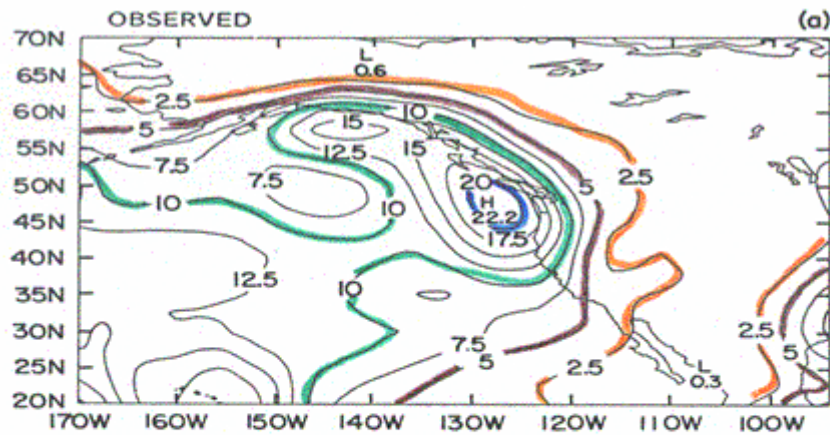 OBSERVED (a)
70N
L
65N 0.6
2.5 2.5
60N 5 10
15
55N 7.5 12.5 15
50N 7.5 20 5 2.5
10 H
45N 10 22.2
17.5
40N
12.5
35N 10
30N 2.5
7.5
25N 5 5
2.5 L
20N 0.3
170W 160W 150W 140W 130W 120W 110W 100W